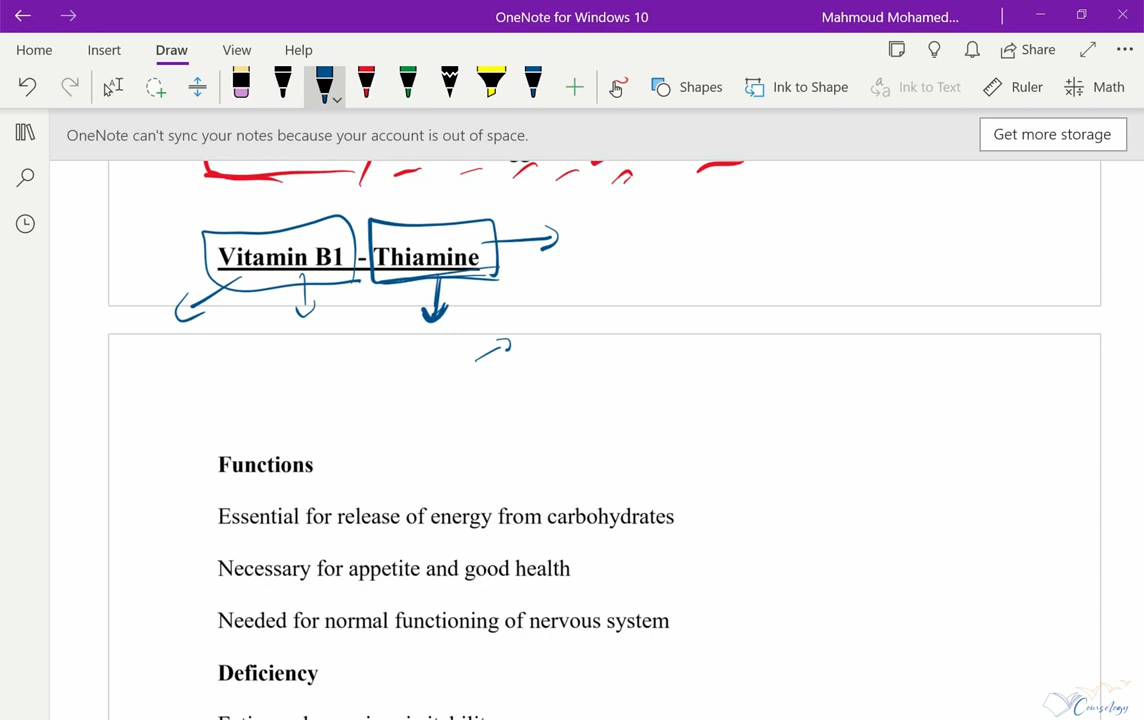 OneNote for Windows 10
Mahmoud Mohamed...
Home Insert Draw View Help Share
Shapes Ink to Shape Ink to Text Ruler Math
OneNote can't sync your notes because your account is out of space.
Get more storage
Vitamin B1 - Thiamine
Functions
Essential for release of energy from carbohydrates
Necessary for appetite and good health
Needed for normal functioning of nervous system
Deficiency
Courselogy